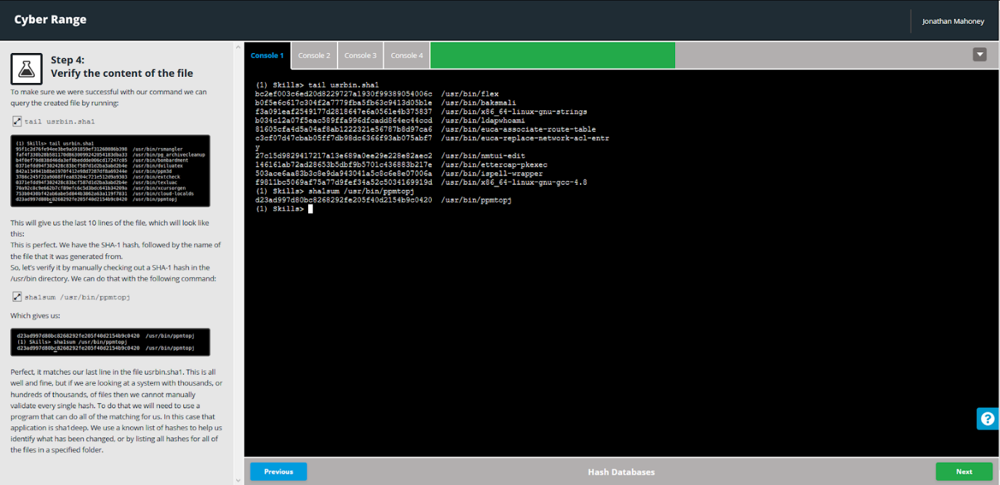 Cyber Range
Jonathan Mahoney
Step 4:
Verify the content of the file
To make sure we were successful with our command we can
query the created file by running:
tail usrbin.sha1
(1) Skills> tail usrbin.sha1
95f1c2d76fe94ee3be9a591859ef31268086b398 /usr/bin/rsmangler
faf4f330b28b581170d8630099242054183dba33 /usr/bin/pg_archivecleanup
b4f0ef79d838d46da3ef8beddde006cd17247c05 /usr/bin/bombardment
0371efdd94f302428c83bcf587d1d2ba3abd2b4e /usr/bin/dviluatex
842a134941b8be1970f412e98d7287df8a69244e /usr/bin/ppm3d
3786c245f22a9088ffea83204c721e512d9a9303 /usr/bin/extcheck
0371efdd94f302428c83bcf587d1d2ba3abd2b4e /usr/bin/texluac
70a92c8c9e662b7cf89efc6c5d3bdc641b34209a /usr/bin/xcursorgen
753b0430bf42ab6abe5d044b3062a63a119f7831 /usr/bin/cloud-localds
d23ad997d80bc8268292fe205f40d2154b9c0420 /usr/bin/ppmtopj
This will give us the last 10 lines of the file, which will look like
this:
This is perfect. We have the SHA-1 hash, followed by the name of
the file that it was generated from.
So, let's verify it by manually checking out a SHA-1 hash in the
/usr/bin directory. We can do that with the following command:
sha1sum /usr/bin/ppmtopj
Which gives us:
d23ad997d80bc8268292fe205f40d2154b9c0420 /usr/bin/ppmtopj
(1) Skills> sha1sum /usr/bin/ppmtopj
d23ad997d80bc8268292fe205f40d2154b9c0420 /usr/bin/ppmtopj
Perfect, it matches our last line in the file usrbin.sha1. This is all
well and fine, but if we are looking at a system with thousands, or
hundreds of thousands, of files then we cannot manually
validate every single hash. To do that we will need to use a
program that can do all of the matching for us. In this case that
application is sha1deep. We use a known list of hashes to help us
identify what has been changed, or by listing all hashes for all of
the files in a specified folder.
Console 1 Console 2 Console 3 Console 4
(1) Skills> tail usrbin.sha1
bc2ef003c6ed20d8229727a1930f99389054006c /usr/bin/flex
b0f5e6c617c304f2a7779fba5fb63c9413d05b1e /usr/bin/baksmali
f3a091eaf2549177d2818647e6a0561e4b375837 /usr/bin/x86_64-linux-gnu-strings
b034c12a07f5eac589ffa996dfcadd864ec44ccd /usr/bin/ldapwhoami
81605cfa4d5a04af8ab1222321e56787b8d97ca6 /usr/bin/euca-associate-route-table
c3cf07d47cbab05ff7db98dc6366f93ab075abf7 /usr/bin/euca-replace-network-acl-entr
y
27c15d9829417217a13e689a0ee29e228e82aec2 /usr/bin/nmtui-edit
146161ab72ad28653b5dbf9b5701c436883b217e /usr/bin/ettercap-pkexec
503ace6aa83b3c8e9da943041a5c8c6e8e07006a /usr/bin/ispell-wrapper
f9811bc5069af75a77d9fef34a52c5034169919d /usr/bin/x86_64-linux-gnu-gcc-4.8
(1) Skills> sha1sum /usr/bin/ppmtopj
d23ad997d80bc8268292fe205f40d2154b9c0420 /usr/bin/ppmtopj
(1) Skills>
?
Previous
Hash Databases
Next